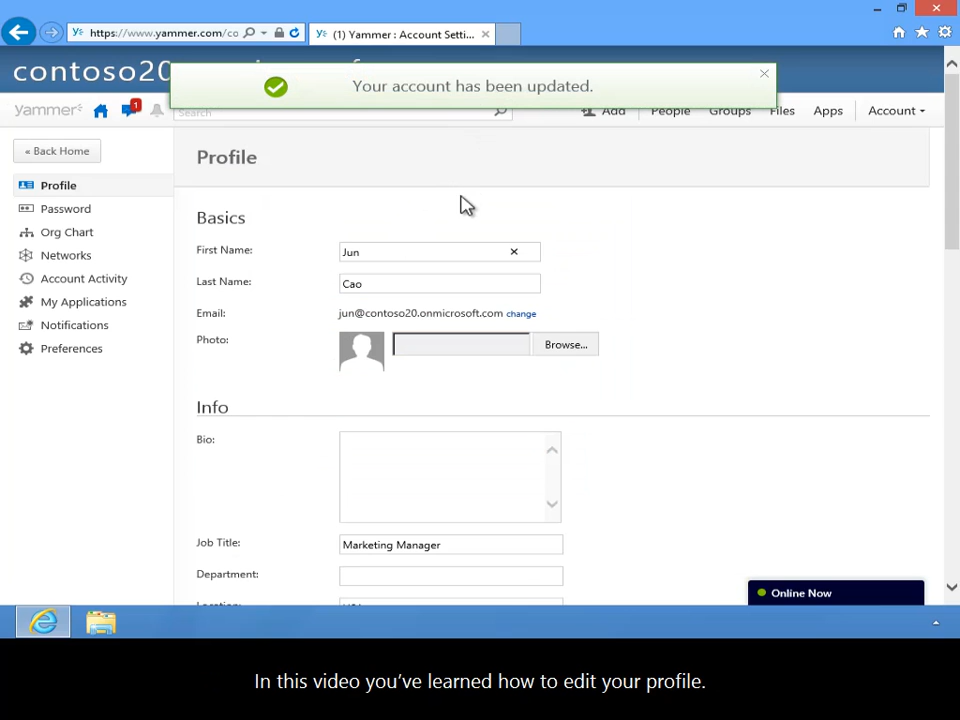 https://www.yammer.com/co
(1) Yammer : Account Setti...
contoso20
Your account has been updated.
yammer
1
Search
Add
People
Groups
Files
Apps
Account
« Back Home
Profile
Profile
Password
Org Chart
Networks
Account Activity
My Applications
Notifications
Preferences
Basics
First Name:
Jun
Last Name:
Cao
Email:
jun@contoso20.onmicrosoft.com change
Photo:
Browse...
Info
Bio:
Job Title:
Marketing Manager
Department:
Location:
Online Now
In this video you've learned how to edit your profile.